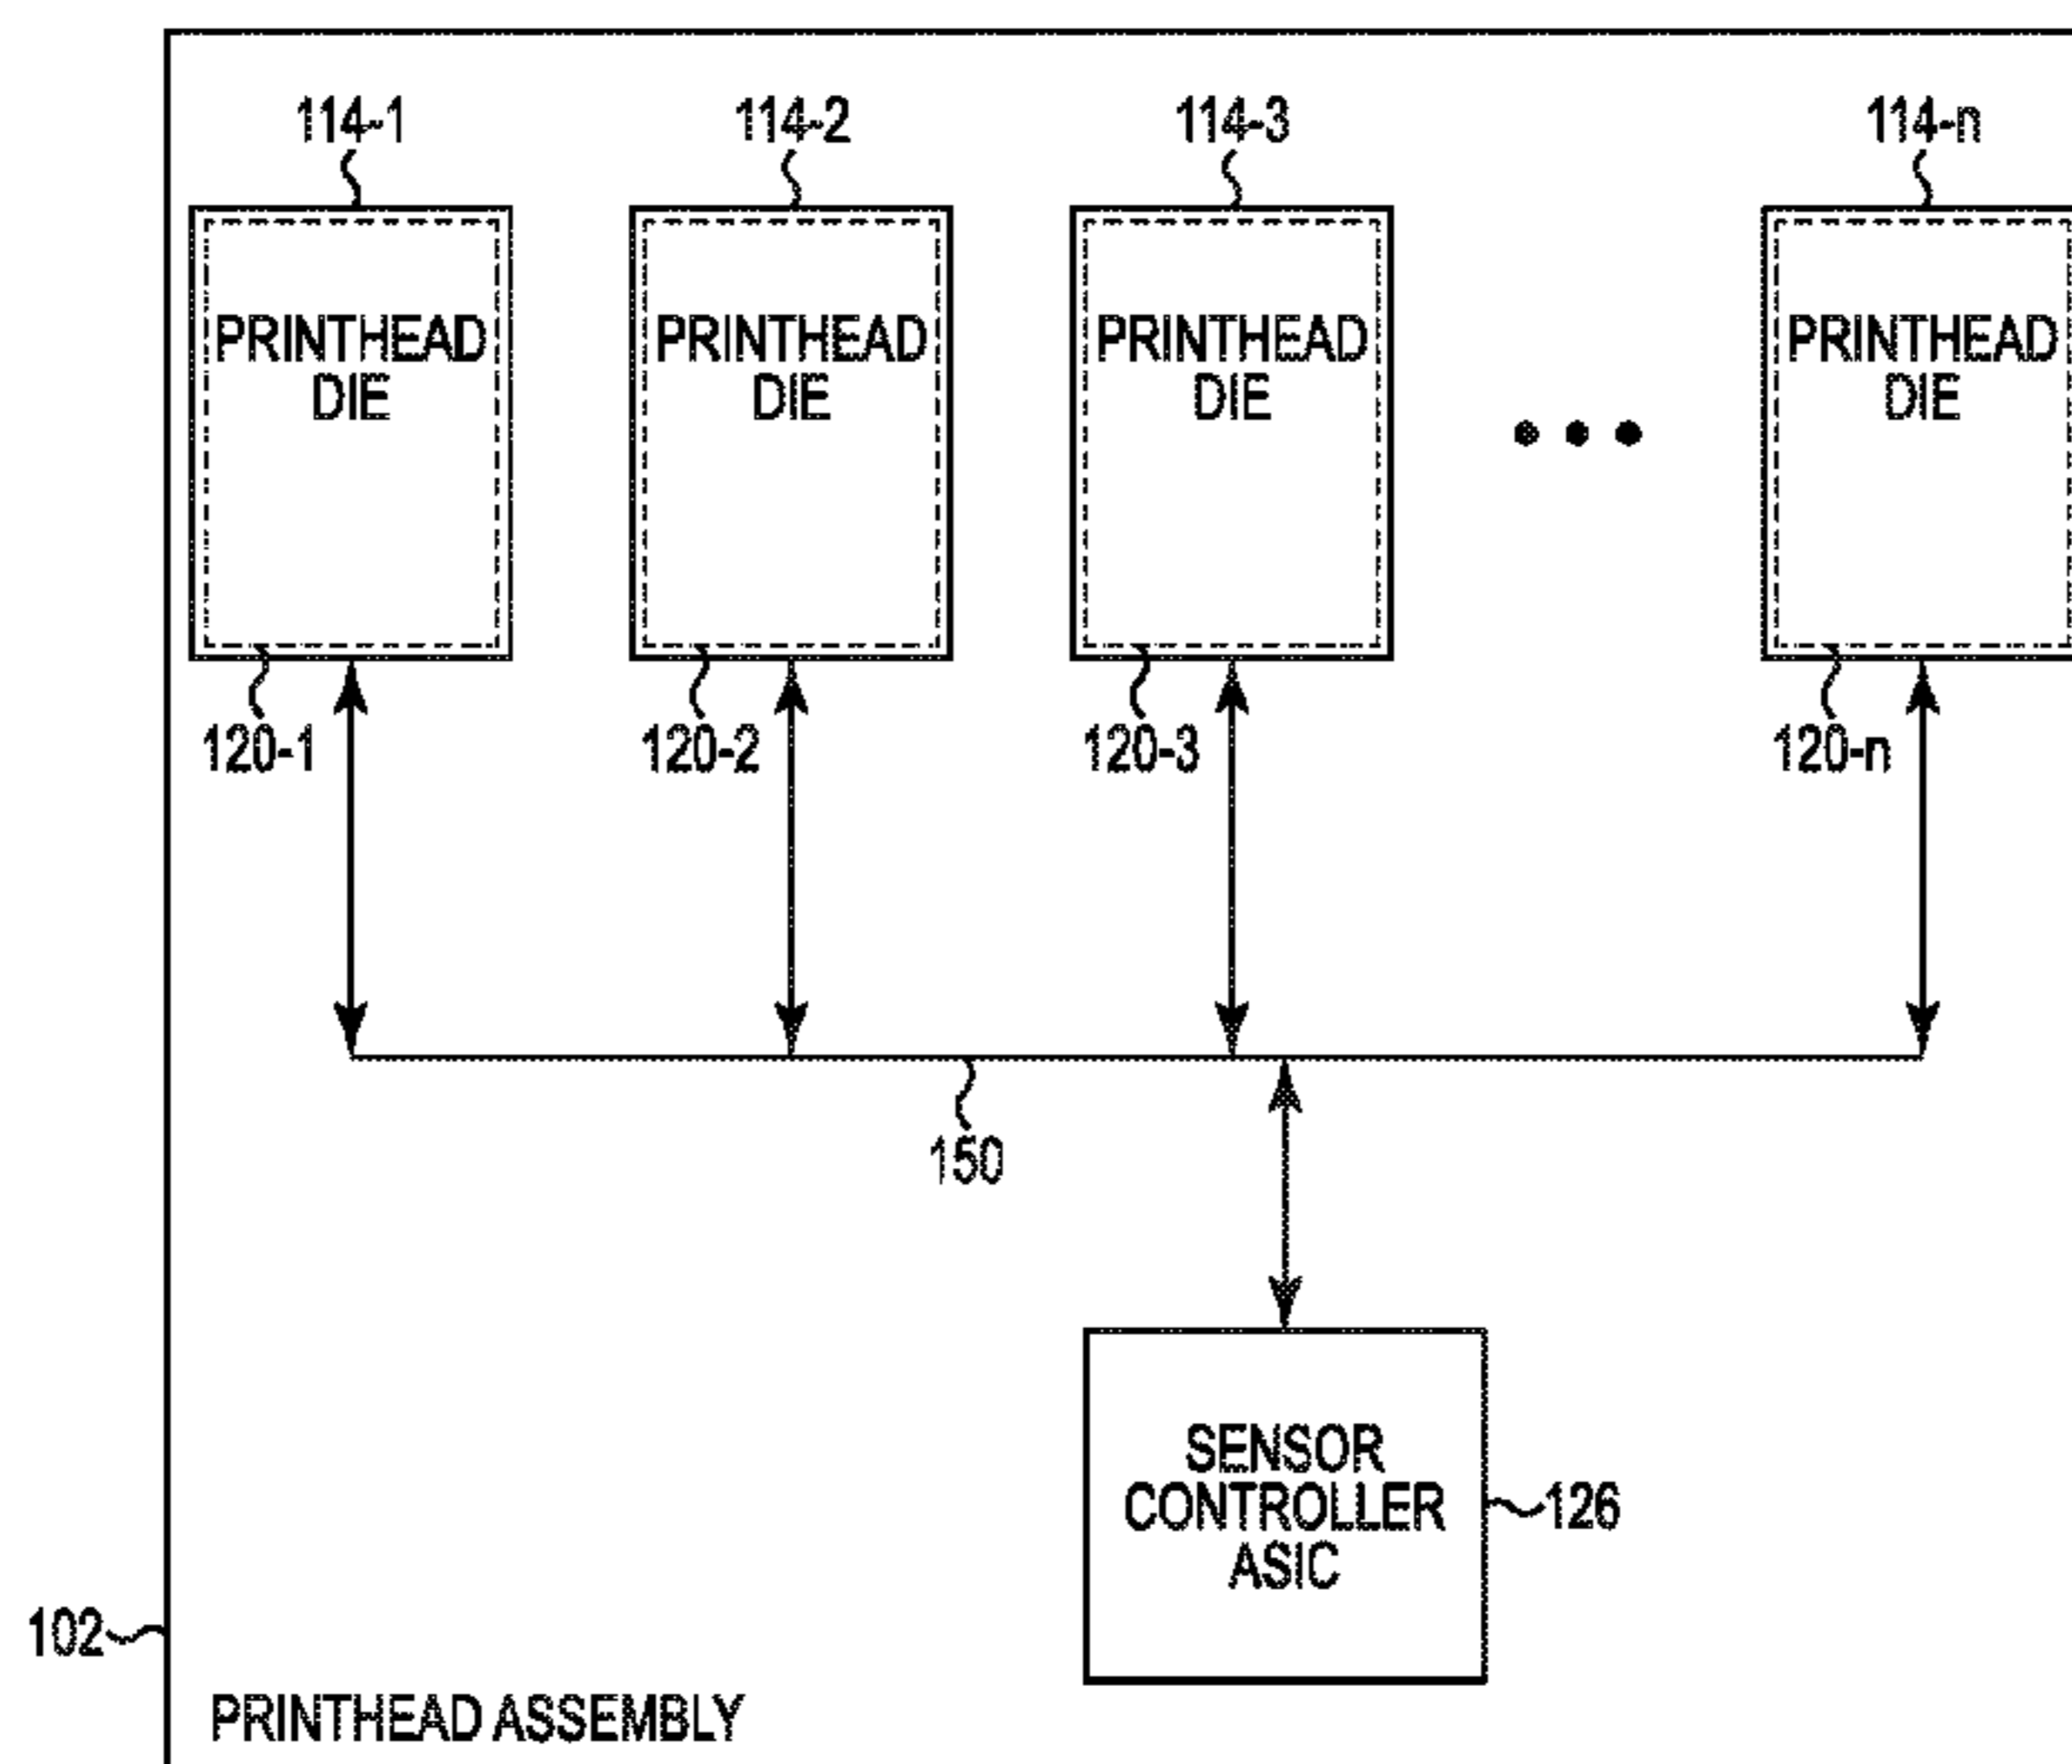 114-1 114-2 114-3 114-n
PRINTHEAD DIE PRINTHEAD DIE PRINTHEAD DIE PRINTHEAD DIE
120-1 120-2 120-3 120-n
150
SENSOR
CONTROLLER
ASIC
126
102
PRINTHEAD ASSEMBLY